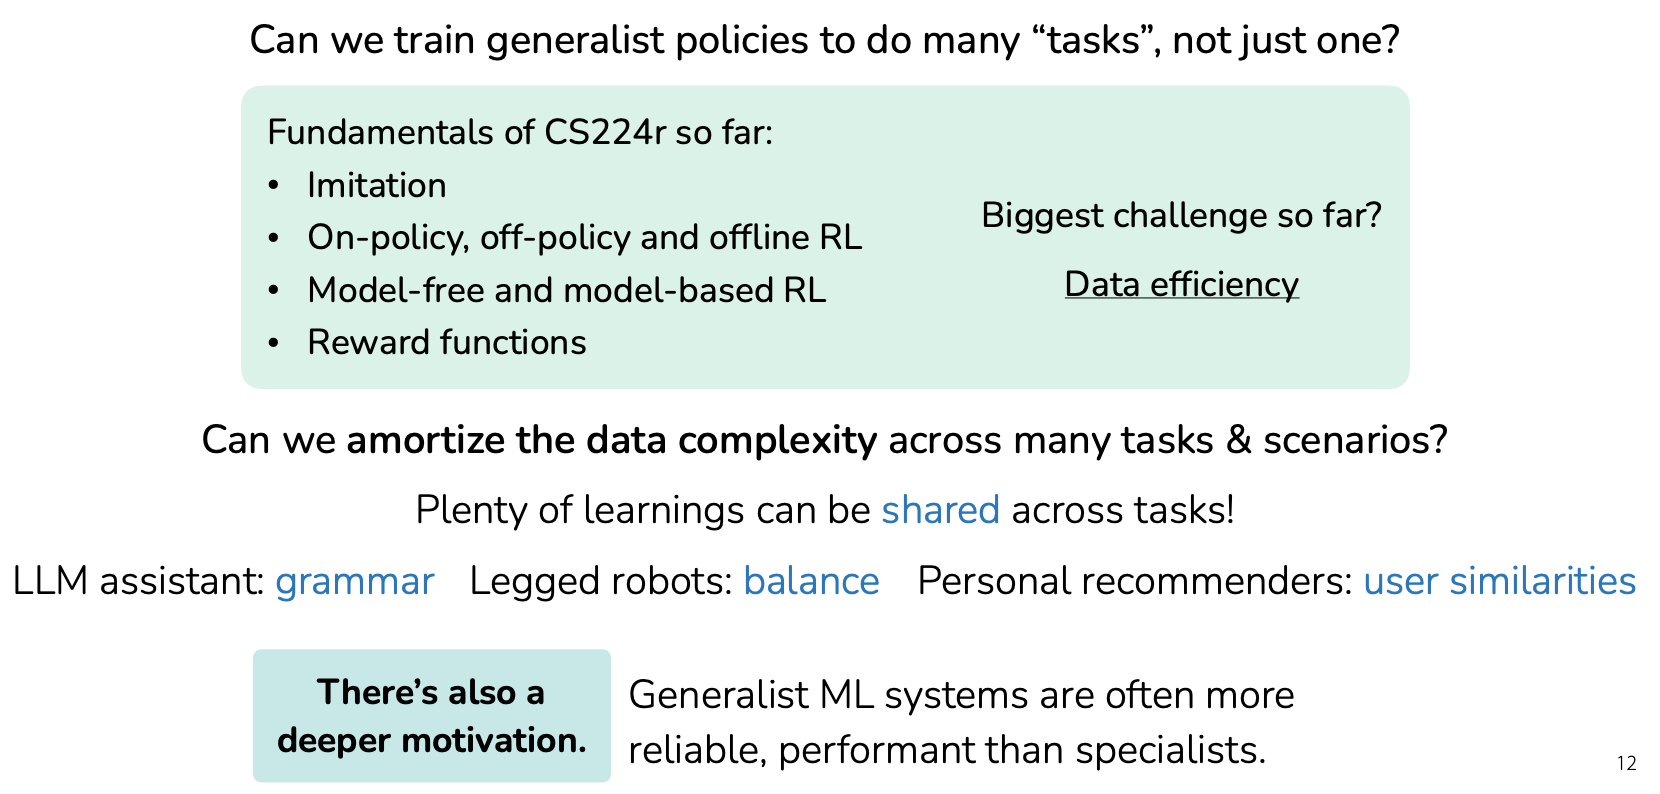 Can we train generalist policies to do many “tasks”, not just one?
Fundamentals of CS224r so far:
• Imitation
• On-policy, off-policy and offline RL
• Model-free and model-based RL
• Reward functions
Biggest challenge so far?
Data efficiency
Can we amortize the data complexity across many tasks & scenarios?
Plenty of learnings can be shared across tasks!
LLM assistant: grammar Legged robots: balance Personal recommenders: user similarities
There’s also a
deeper motivation.
Generalist ML systems are often more
reliable, performant than specialists.
12